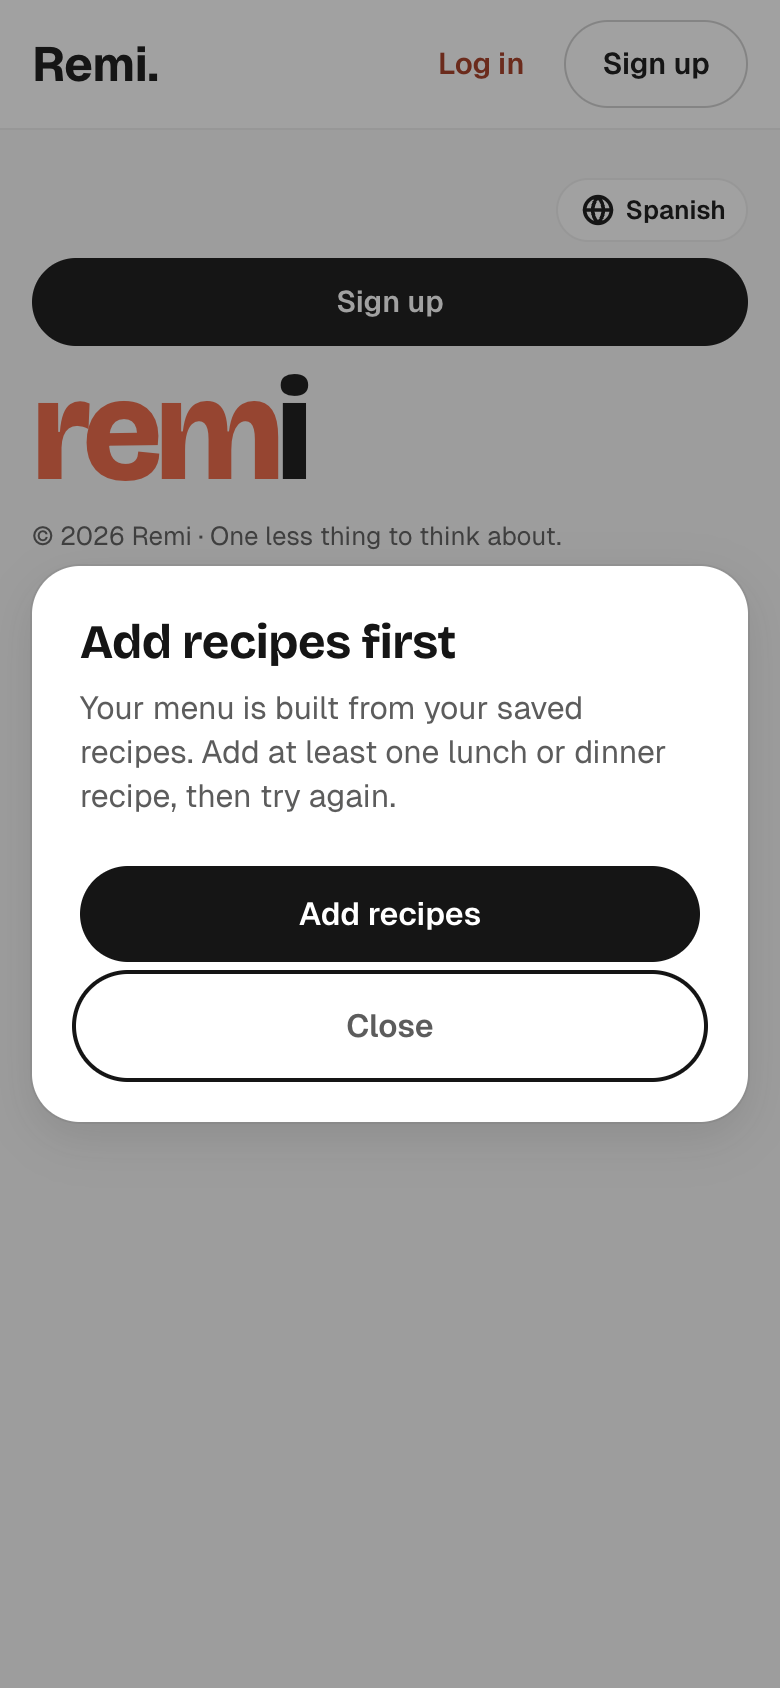 Remi.
Log in
Sign up
Spanish
Sign up
remi
© 2026 Remi · One less thing to think about.
Add recipes first
Your menu is built from your saved
recipes. Add at least one lunch or dinner
recipe, then try again.
Add recipes
Close